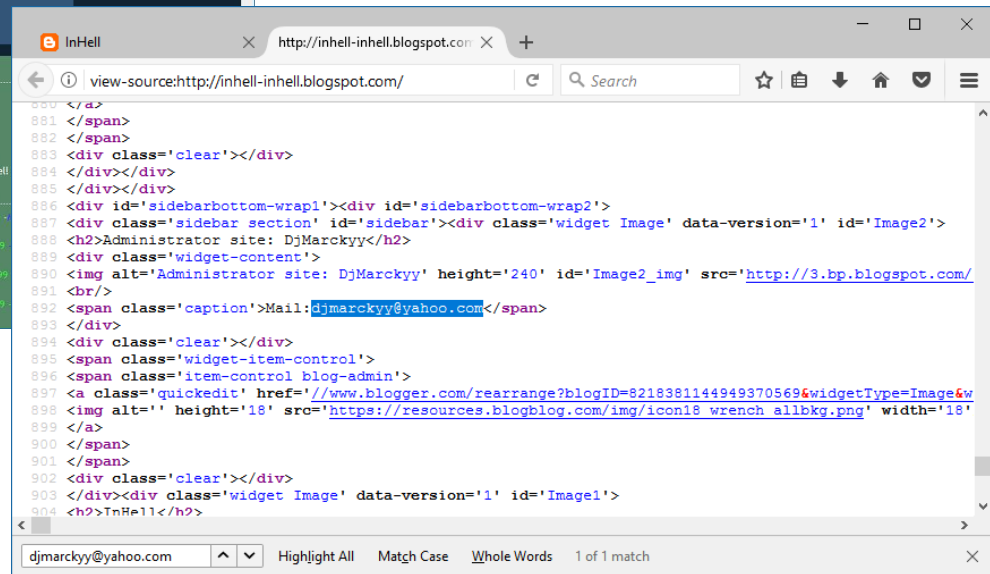 InHell
http://inhell-inhell.blogspot.com
view-source:http://inhell-inhell.blogspot.com/
Search
880 </a>
881 </span>
882 </span>
883 <div class='clear'></div>
884 </div></div>
885 </div></div>
886 <div id='sidebarbottom-wrap1'><div id='sidebarbottom-wrap2'>
887 <div class='sidebar section' id='sidebar'><div class='widget Image' data-version='1' id='Image2'>
888 <h2>Administrator site: DjMarckyy</h2>
889 <div class='widget-content'>
890 <img alt='Administrator site: DjMarckyy' height='240' id='Image2_img' src='http://3.bp.blogspot.com/
891 <br/>
892 <span class='caption'>Mail:djmarckyy@yahoo.com</span>
893 </div>
894 <div class='clear'></div>
895 <span class='widget-item-control'>
896 <span class='item-control blog-admin'>
897 <a class='quickedit' href='//www.blogger.com/rearrange?blogID=8218381144949370569&widgetType=Image&w
898 <img alt='' height='18' src='https://resources.blogblog.com/img/icon18_wrench_allbkg.png' width='18'
899 </a>
900 </span>
901 </span>
902 <div class='clear'></div>
903 </div><div class='widget Image' data-version='1' id='Image1'>
904 <h2>InHell</h2>
djmarckyy@yahoo.com Highlight All Match Case Whole Words 1 of 1 match